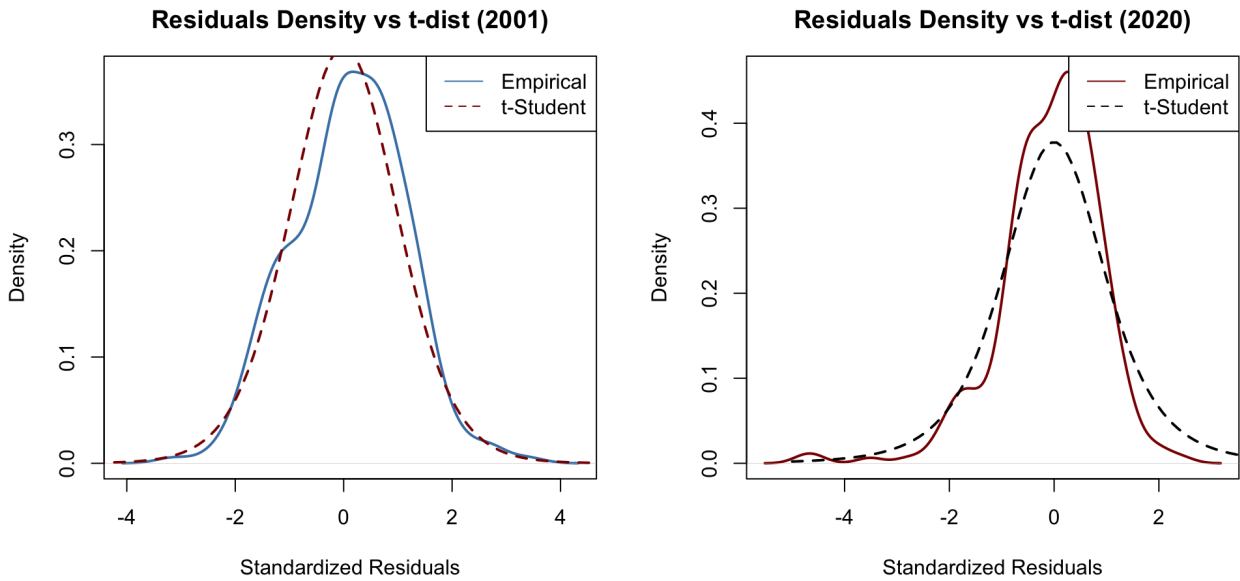 Residuals Density vs t-dist (2001)
Density
0.0
0.1
0.2
0.3
Empirical
t-Student
-4
-2
0
2
4
Standardized Residuals
Residuals Density vs t-dist (2020)
Density
0.0
0.1
0.2
0.3
0.4
Empirical
t-Student
-4
-2
0
2
Standardized Residuals